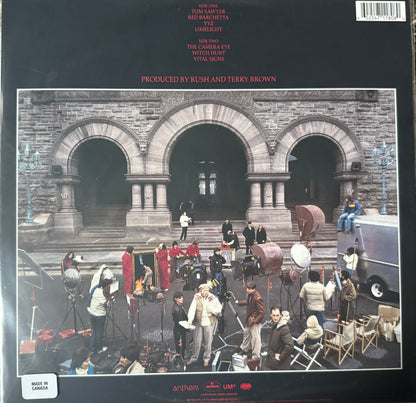 SIDE ONE
TOM SAWYER
RED BARCHETTA
YYZ
LIMELIGHT
SIDE TWO
THE CAMERA EYE
WITCH HUNT
VITAL SIGNS
PRODUCED BY RUSH AND TERRY BROWN
MADE IN
CANADA
anthem
UMe